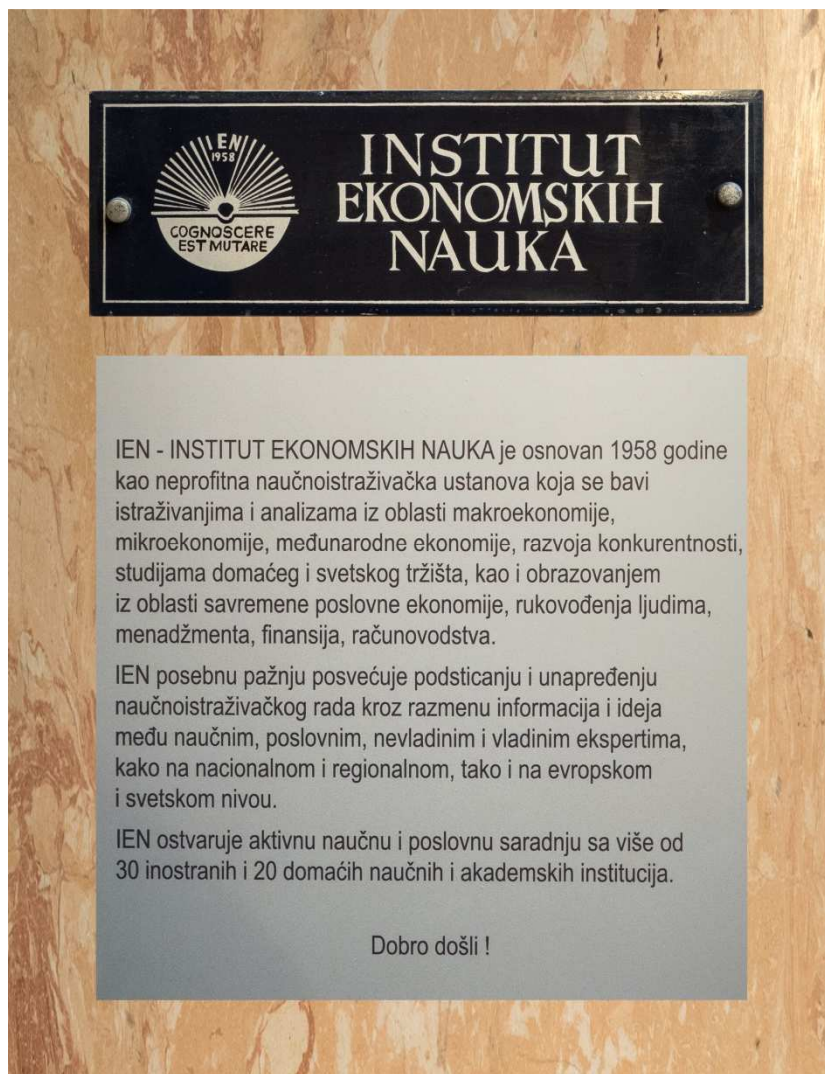 IEN
1958
COGNOSCERE
EST MUTARE
INSTITUT
EKONOMSKIH
NAUKA
IEN - INSTITUT EKONOMSKIH NAUKA je osnovan 1958 godine
kao neprofitna naučnoistraživačka ustanova koja se bavi
istraživanjima i analizama iz oblasti makroekonomije,
mikroekonomije, međunarodne ekonomije, razvoja konkurentnosti,
studijama domaćeg i svetskog tržišta, kao i obrazovanjem
iz oblasti savremene poslovne ekonomije, rukovođenja ljudima,
menadžmenta, finansija, računovodstva.
IEN posebnu pažnju posvećuje podsticanju i unapređenju
naučnoistraživačkog rada kroz razmenu informacija i ideja
među naučnim, poslovnim, nevladinim i vladinim ekspertima,
kako na nacionalnom i regionalnom, tako i na evropskom
i svetskom nivou.
IEN ostvaruje aktivnu naučnu i poslovnu saradnju sa više od
30 inostranih i 20 domaćih naučnih i akademskih institucija.
Dobro došli !